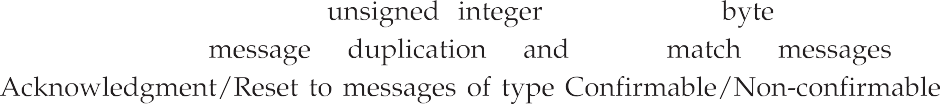 unsigned integer byte
message duplication and match messages
Acknowledgment/Reset to messages of type Confirmable/Non-confirmable